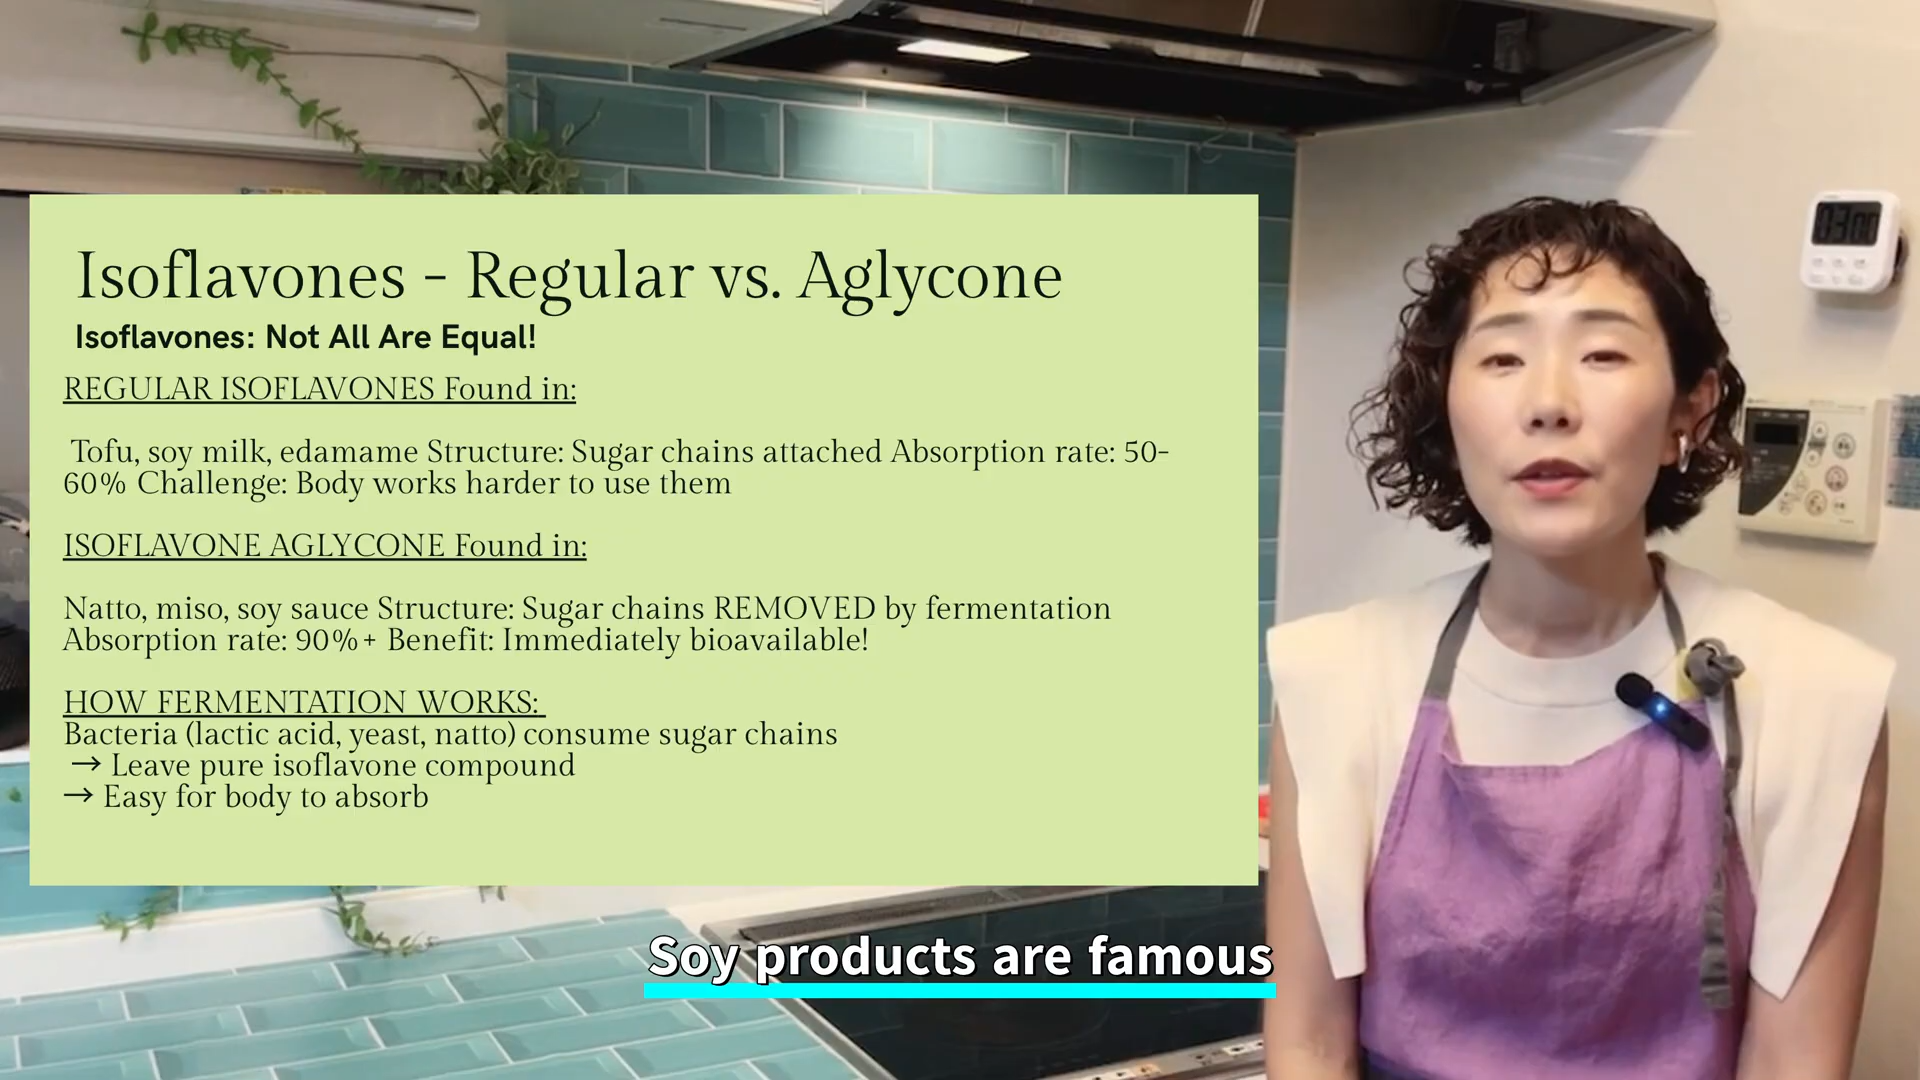 Isoflavones - Regular vs. Aglycone
Isoflavones: Not All Are Equal!
REGULAR ISOFLAVONES Found in:
Tofu, soy milk, edamame Structure: Sugar chains attached Absorption rate: 50-
60% Challenge: Body works harder to use them
ISOFLAVONE AGLYCONE Found in:
Natto, miso, soy sauce Structure: Sugar chains REMOVED by fermentation
Absorption rate: 90%+ Benefit: Immediately bioavailable!
HOW FERMENTATION WORKS:
Bacteria (lactic acid, yeast, natto) consume sugar chains
→ Leave pure isoflavone compound
→ Easy for body to absorb
Soy products are famous